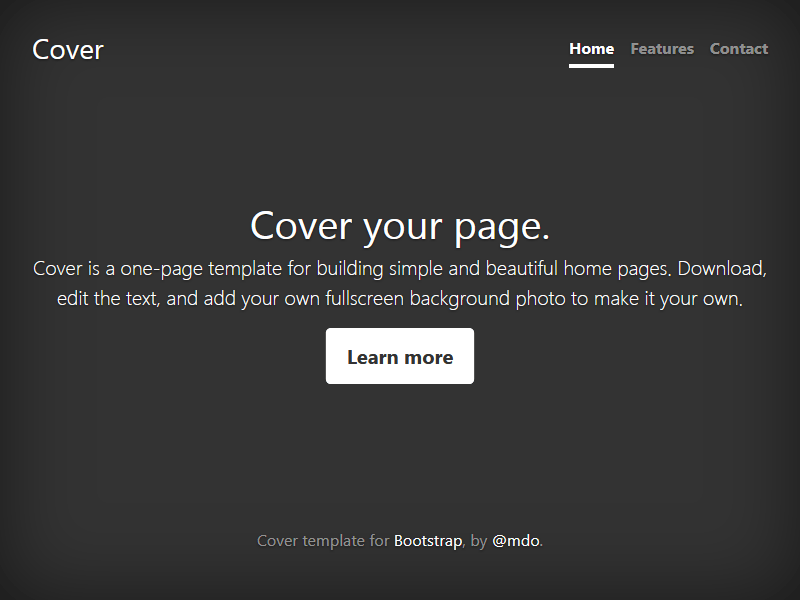 Cover
Home Features Contact
Cover your page.
Cover is a one-page template for building simple and beautiful home pages. Download,
edit the text, and add your own fullscreen background photo to make it your own.
Learn more
Cover template for Bootstrap, by @mdo.